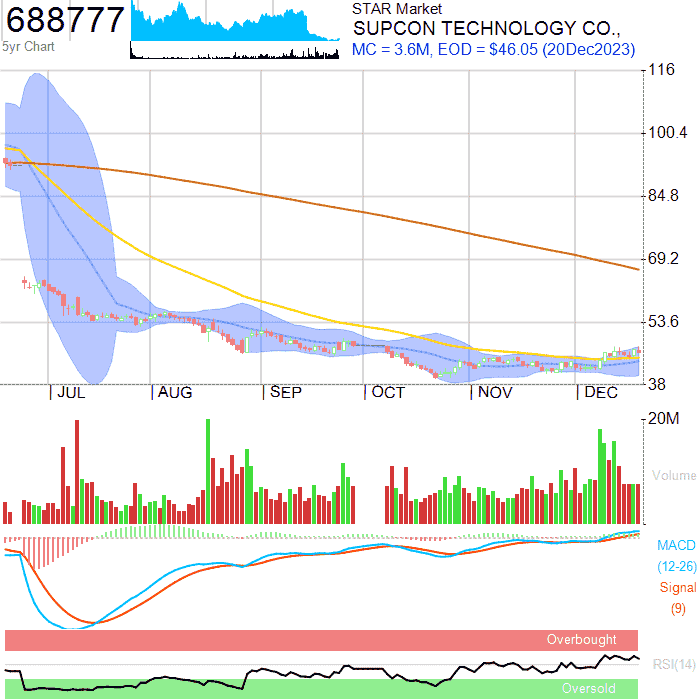 688777
5yr Chart
STAR Market
SUPCON TECHNOLOGY CO.,
MC = 3.6M, EOD = $46.05 (20Dec2023)
116
100.4
84.8
69.2
53.6
38
JUL AUG SEP OCT NOV DEC
20M
Volume
MACD
(12-26)
Signal
(9)
Overbought
RSI(14)
Oversold